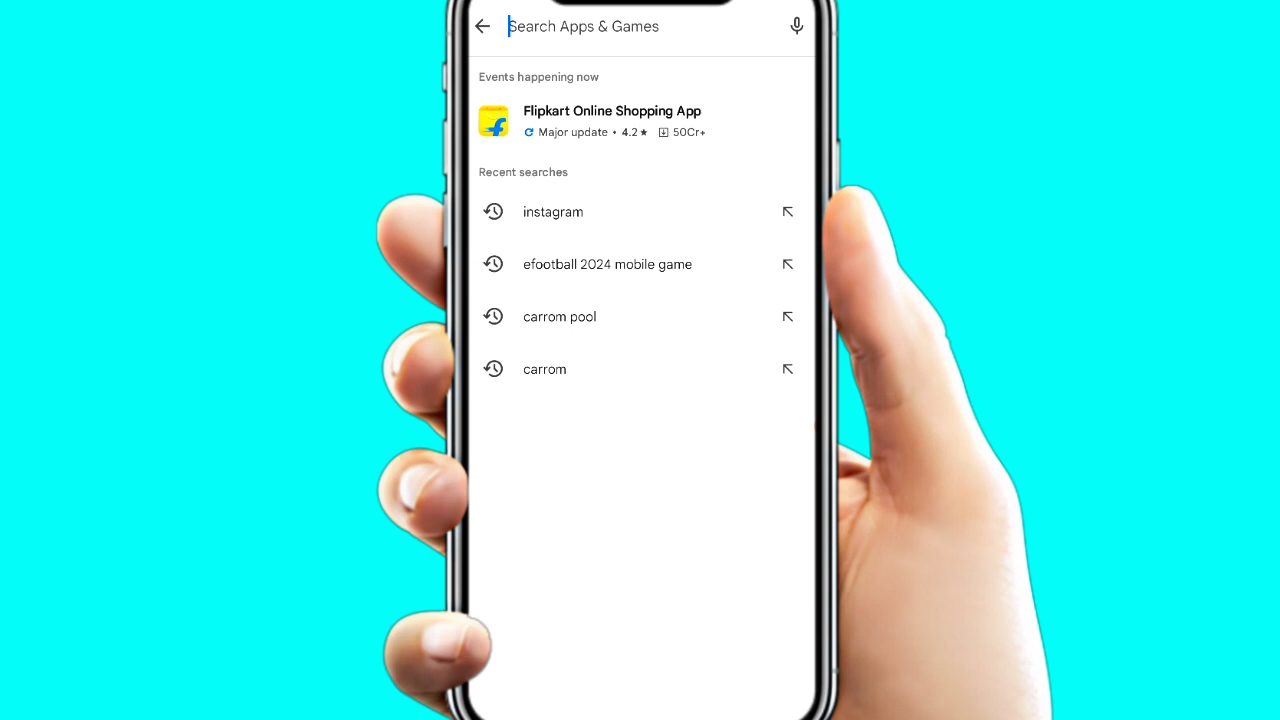 Search Apps & Games
Events happening now
Flipkart Online Shopping App
Major update • 4.2★ 50Cr+
Recent searches
instagram
efootball 2024 mobile game
carrom pool
carrom